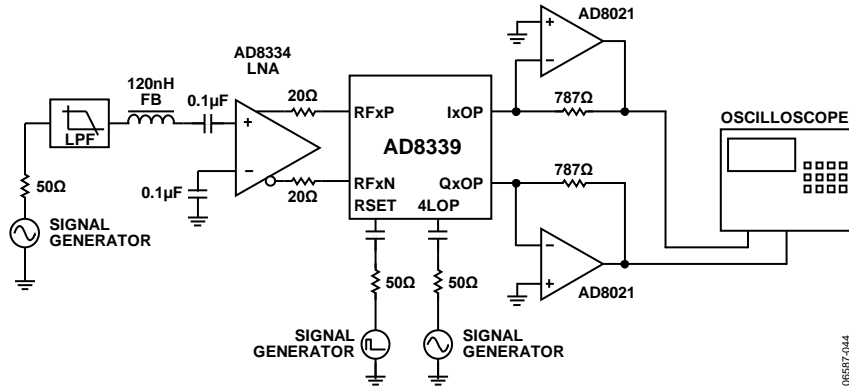 AD8021
AD8334
LNA
120nH
FB
0.1µF
20Ω
787Ω
OSCILLOSCOPE
LPF
RFxP
IxOP
AD8339
50Ω
0.1µF
20Ω
RFxN
QxOP
787Ω
RSET
4LOP
SIGNAL
GENERATOR
50Ω
50Ω
AD8021
SIGNAL
GENERATOR
SIGNAL
GENERATOR
06587-044